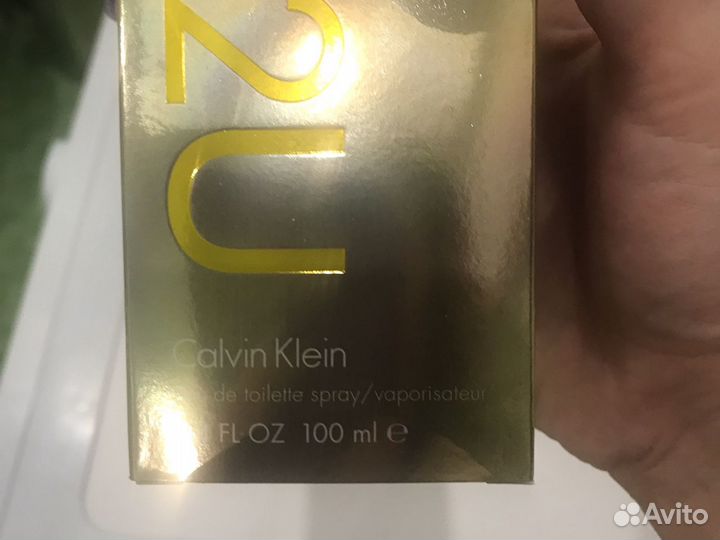 2U
Calvin Klein
de toilette spray/vaporisateur
FL OZ 100 ml ℮
Avito